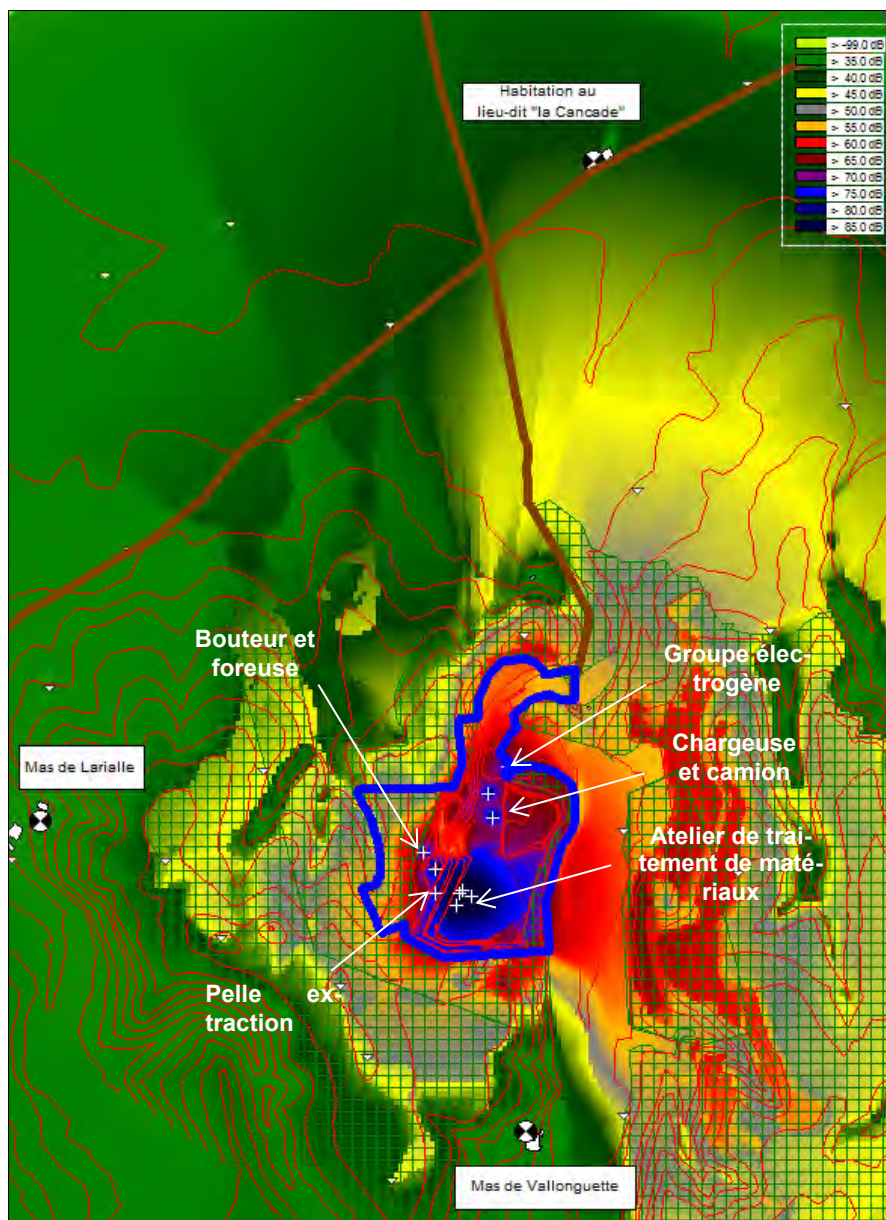 Habitation au
lieu-dit "la Cancade"
> -99.0 dB
> 35.0 dB
> 40.0 dB
> 45.0 dB
> 50.0 dB
> 55.0 dB
> 60.0 dB
> 65.0 dB
> 70.0 dB
> 75.0 dB
> 80.0 dB
> 85.0 dB
Bouteur et
foreuse
Groupe élec-
trogène
Mas de Larialle
Chargeuse
et camion
Atelier de trai-
tement de maté-
riaux
Pelle ex-
traction
Mas de Vallonguette